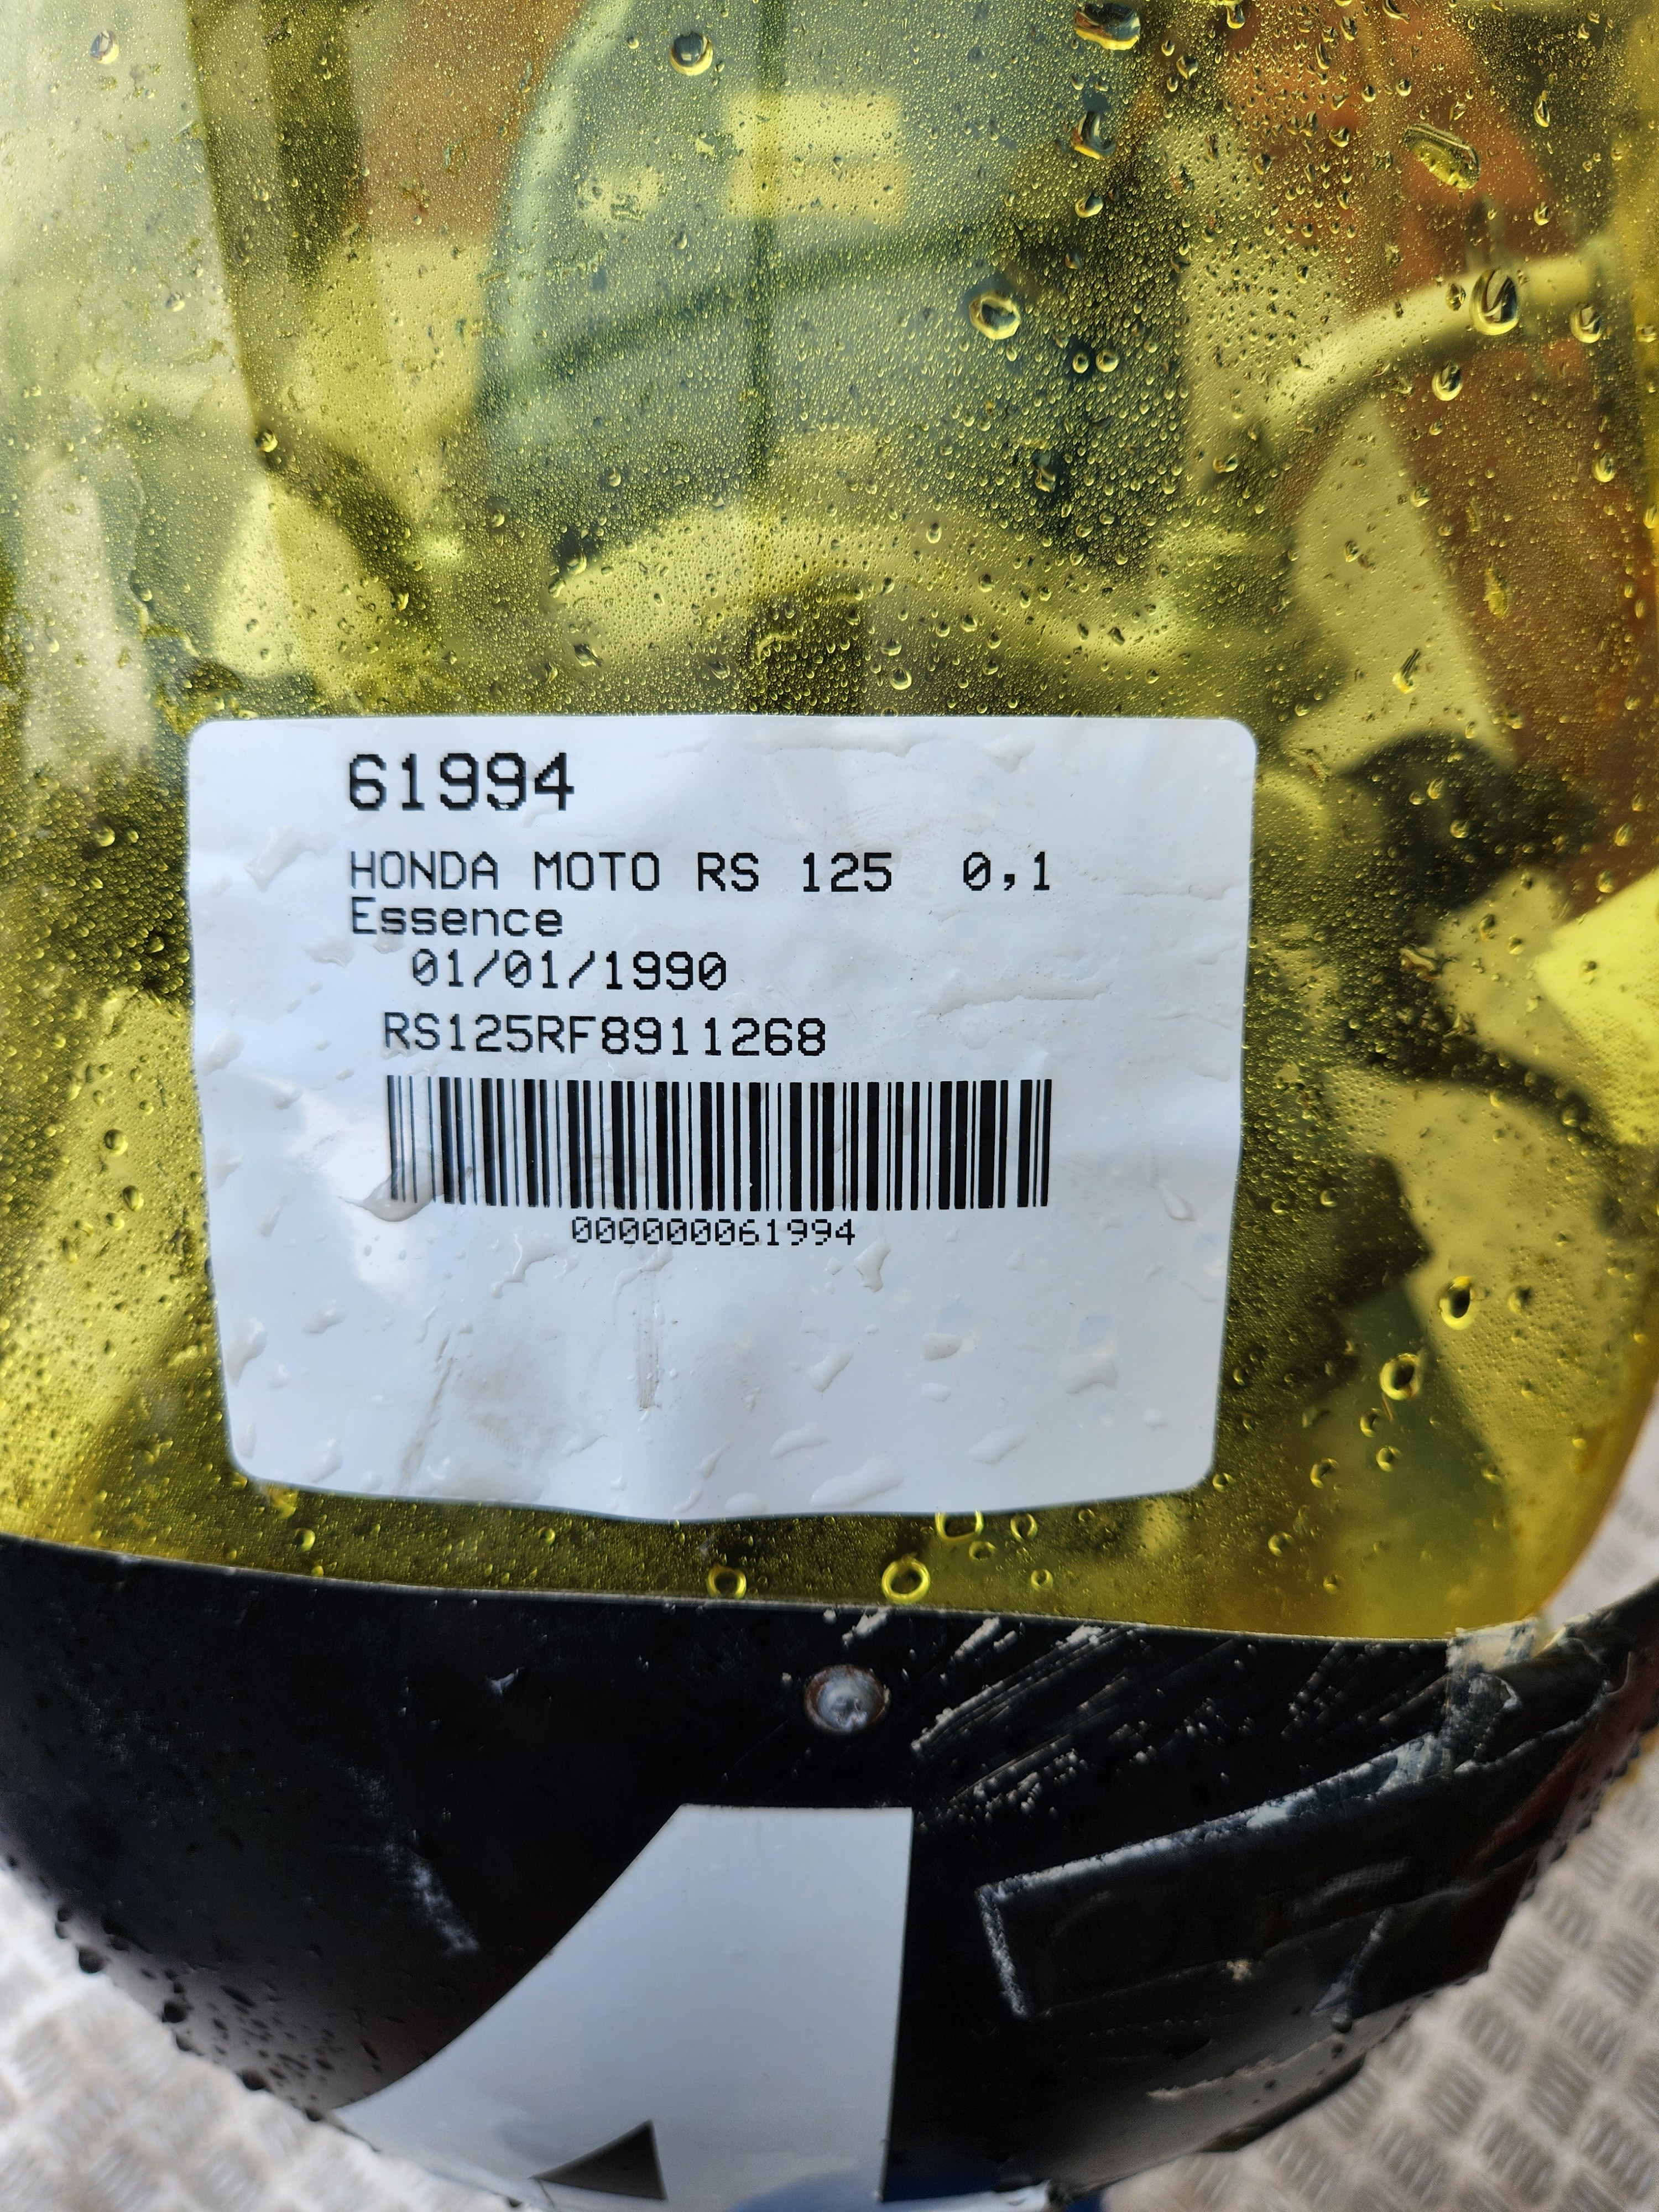 61994
HONDA MOTO RS 125 0,1
Essence
01/01/1990
RS125RF8911268
000000061994